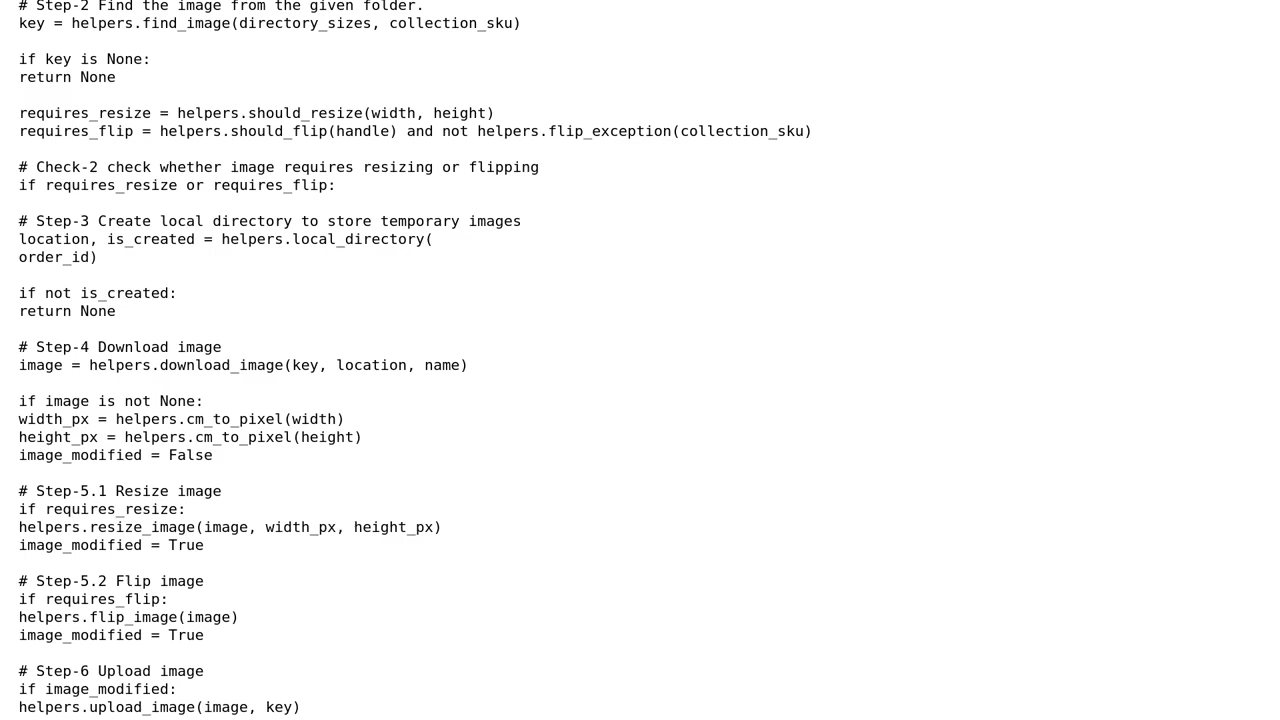 # Step-2 Find the image from the given folder.
key = helpers.find_image(directory_sizes, collection_sku)
if key is None:
return None
requires_resize = helpers.should_resize(width, height)
requires_flip = helpers.should_flip(handle) and not helpers.flip_exception(collection_sku)
# Check-2 check whether image requires resizing or flipping
if requires_resize or requires_flip:
# Step-3 Create local directory to store temporary images
location, is_created = helpers.local_directory(
order_id)
if not is_created:
return None
# Step-4 Download image
image = helpers.download_image(key, location, name)
if image is not None:
width_px = helpers.cm_to_pixel(width)
height_px = helpers.cm_to_pixel(height)
image_modified = False
# Step-5.1 Resize image
if requires_resize:
helpers.resize_image(image, width_px, height_px)
image_modified = True
# Step-5.2 Flip image
if requires_flip:
helpers.flip_image(image)
image_modified = True
# Step-6 Upload image
if image_modified:
helpers.upload_image(image, key)